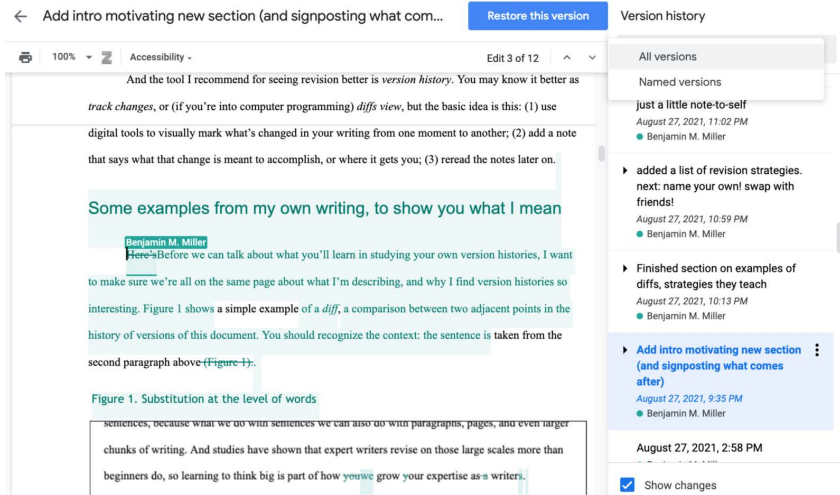 Add intro motivating new section (and signposting what com...
Restore this version
Version history
100%
Accessibility
Edit 3 of 12
All versions
Named versions
And the tool I recommend for seeing revision better is version history. You may know it better as
track changes, or (if you're into computer programming) diffs view, but the basic idea is this: (1) use
digital tools to visually mark what's changed in your writing from one moment to another; (2) add a note
that says what that change is meant to accomplish, or where it gets you; (3) reread the notes later on.
Some examples from my own writing, to show you what I mean
Benjamin M. Miller
Here'sBefore we can talk about what you'll learn in studying your own version histories, I want
to make sure we're all on the same page about what I'm describing, and why I find version histories so
interesting. Figure 1 shows a simple example of a diff, a comparison between two adjacent points in the
history of versions of this document. You should recognize the context: the sentence is taken from the
second paragraph above (Figure 1)..
Figure 1. Substitution at the level of words
sentences, because what we do with sentences we can also do with paragraphs, pages, and even larger
chunks of writing. And studies have shown that expert writers revise on those large scales more than
beginners do, so learning to think big is part of how youwe grow your expertise as a writers.
just a little note-to-self
August 27, 2021, 11:02 PM
Benjamin M. Miller
added a list of revision strategies.
next: name your own! swap with
friends!
August 27, 2021, 10:59 PM
Benjamin M. Miller
Finished section on examples of
diffs, strategies they teach
August 27, 2021, 10:13 PM
Benjamin M. Miller
Add intro motivating new section
(and signposting what comes
after)
August 27, 2021, 9:35 PM
Benjamin M. Miller
August 27, 2021, 2:58 PM
Show changes